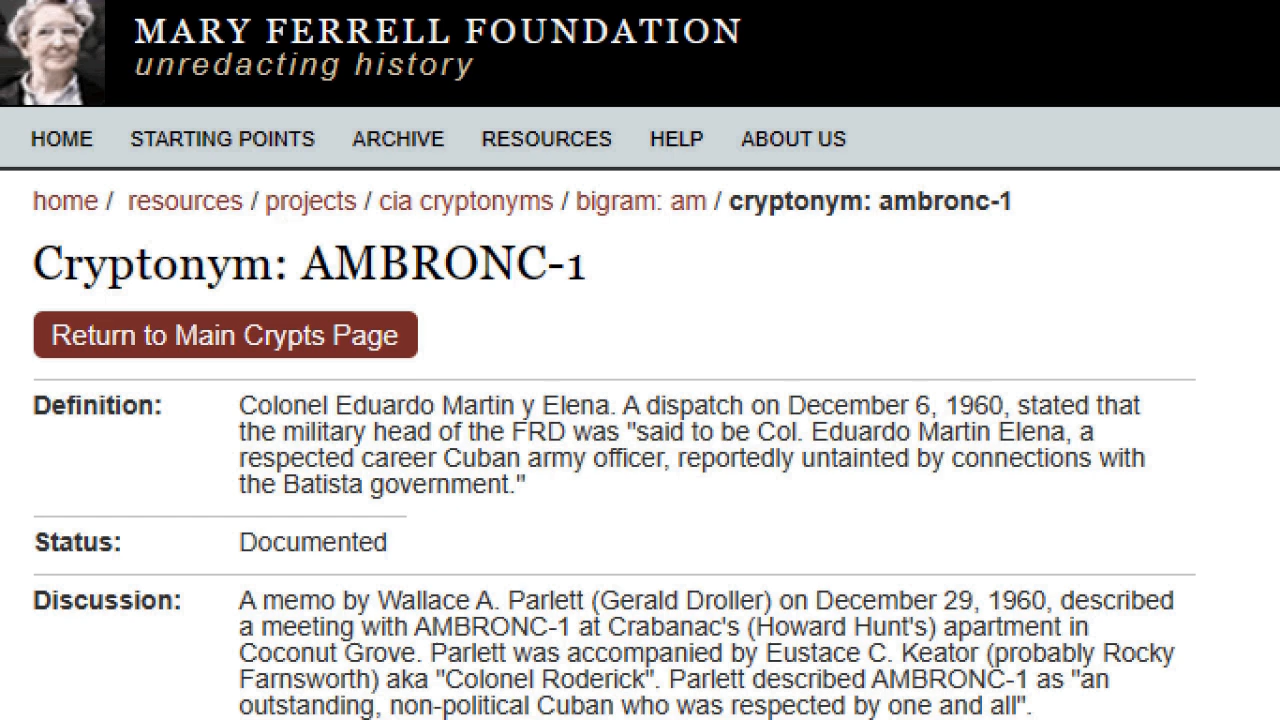 MARY FERRELL FOUNDATION
unredacting history
HOME STARTING POINTS ARCHIVE RESOURCES HELP ABOUT US
home / resources / projects / cia cryptonyms / bigram: am / cryptonym: ambronc-1
Cryptonym: AMBRONC-1
Return to Main Crypts Page
Definition: Colonel Eduardo Martin y Elena. A dispatch on December 6, 1960, stated that
the military head of the FRD was "said to be Col. Eduardo Martin Elena, a
respected career Cuban army officer, reportedly untainted by connections with
the Batista government."
Status: Documented
Discussion: A memo by Wallace A. Parlett (Gerald Droller) on December 29, 1960, described
a meeting with AMBRONC-1 at Crabanac's (Howard Hunt's) apartment in
Coconut Grove. Parlett was accompanied by Eustace C. Keator (probably Rocky
Farnsworth) aka "Colonel Roderick". Parlett described AMBRONC-1 as "an
outstanding, non-political Cuban who was respected by one and all".